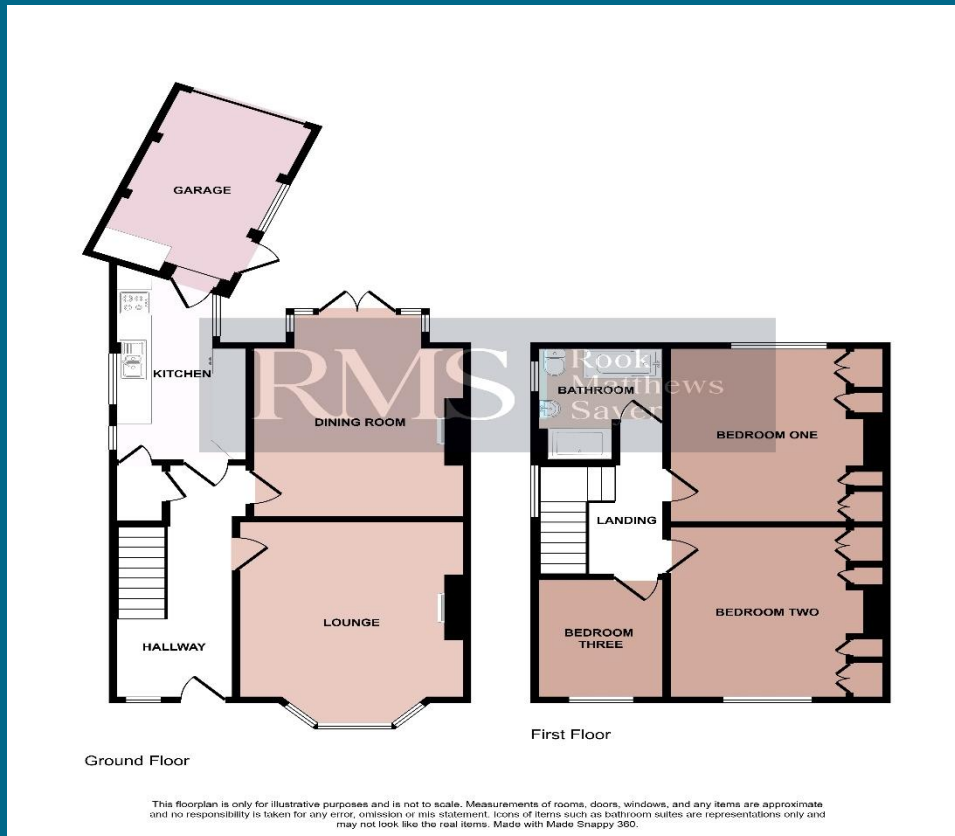 GARAGE
KITCHEN
RMS
Rook
Matthews
Sayer
DINING ROOM
BATHROOM
BEDROOM ONE
LANDING
LOUNGE
HALLWAY
BEDROOM
THREE
BEDROOM TWO
Ground Floor
First Floor
This floorplan is only for illustrative purposes and is not to scale. Measurements of rooms, doors, windows, and any items are approximate
and no responsibility is taken for any error, omission or mis statement. Icons of items such as bathroom suites are representations only and
may not look like the real items. Made with Made Snappy 360.